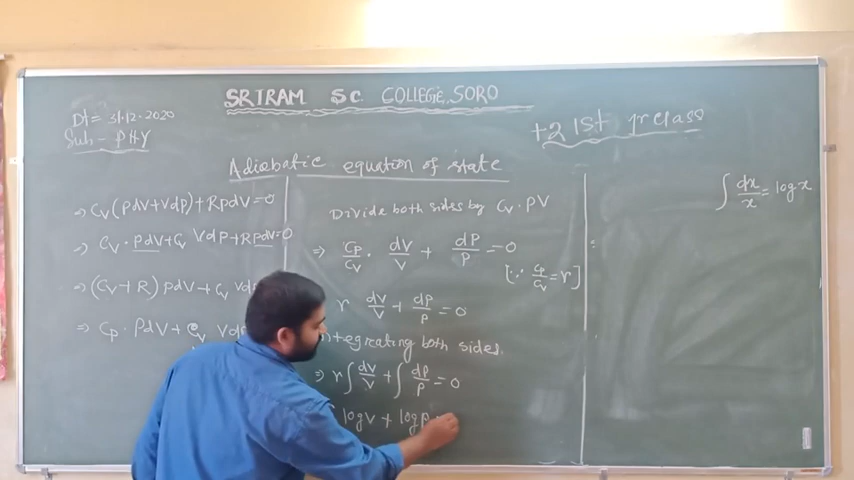 SRIRAM SC. COLLEGE, SORO
Dt = 31.12.2020
Sub - PHY
+2 1st yr class
Adiabatic equation of state
⇒ Cv(PdV+VdP)+RPdV=0
⇒ Cv · PdV+Cv VdP+RPdV=0
⇒ (Cv+R) PdV+Cv VdP
⇒ Cp · PdV+Cv VdP
Divide both sides by Cv · PV
⇒ Cp/Cv · dV/V + dP/P = 0
[∵ Cp/Cv = r]
r dV/V + dP/P = 0
Integrating both sides.
⇒ r∫dV/V + ∫dP/P = 0
logV + logP =
∫dx/x = logx